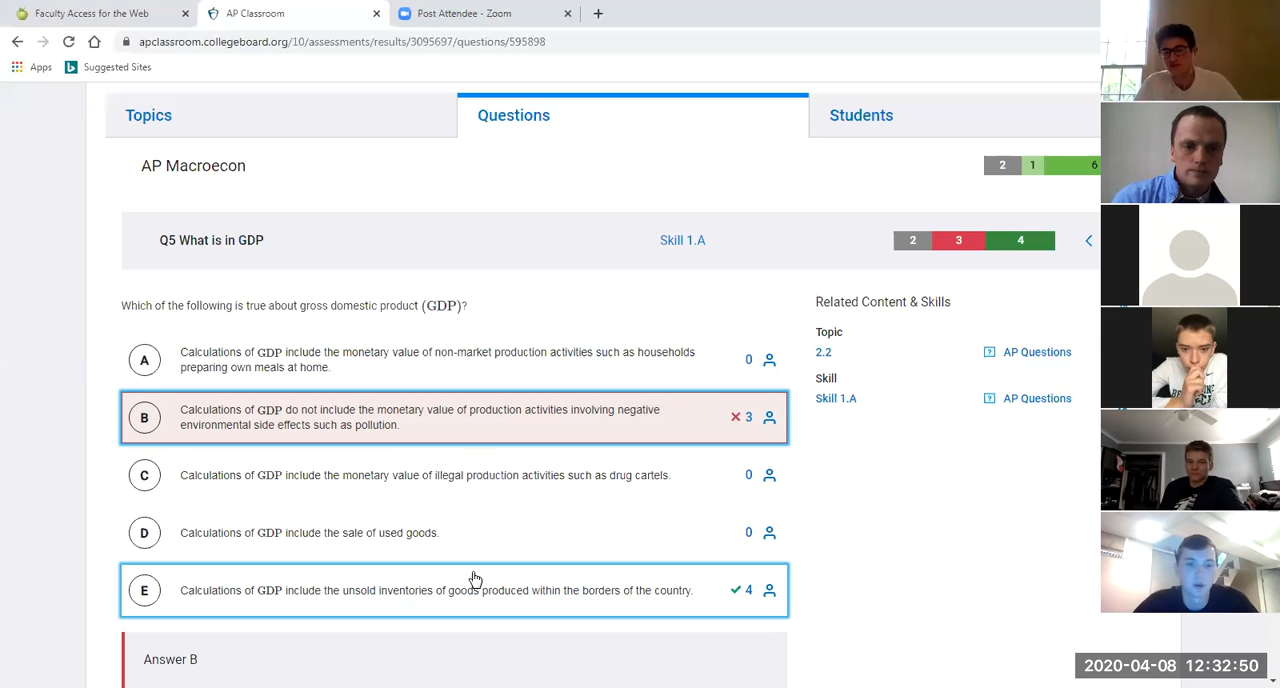 Faculty Access for the Web
AP Classroom
Post Attendee - Zoom
apclassroom.collegeboard.org/10/assessments/results/3095697/questions/595898
Apps
Suggested Sites
Topics
Questions
Students
AP Macroecon
2 1 6
Q5 What is in GDP
Skill 1.A
2 3 4
Which of the following is true about gross domestic product (GDP)?
Related Content & Skills
Topic
2.2
AP Questions
Skill
Skill 1.A
AP Questions
A
Calculations of GDP include the monetary value of non-market production activities such as households
preparing own meals at home.
0
B
Calculations of GDP do not include the monetary value of production activities involving negative
environmental side effects such as pollution.
3
C
Calculations of GDP include the monetary value of illegal production activities such as drug cartels.
0
D
Calculations of GDP include the sale of used goods.
0
E
Calculations of GDP include the unsold inventories of goods produced within the borders of the country.
4
Answer B
2020-04-08 12:32:50